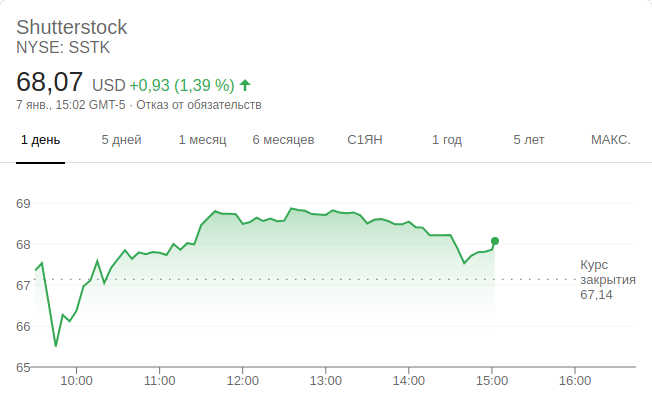 Shutterstock
NYSE: SSTK
68,07 USD +0,93 (1,39 %)
7 янв., 15:02 GMT-5 · Отказ от обязательств
1 день 5 дней 1 месяц 6 месяцев С1ЯН 1 год 5 лет МАКС.
69
68
67
66
65
Курс
закрытия
67,14
10:00 11:00 12:00 13:00 14:00 15:00 16:00